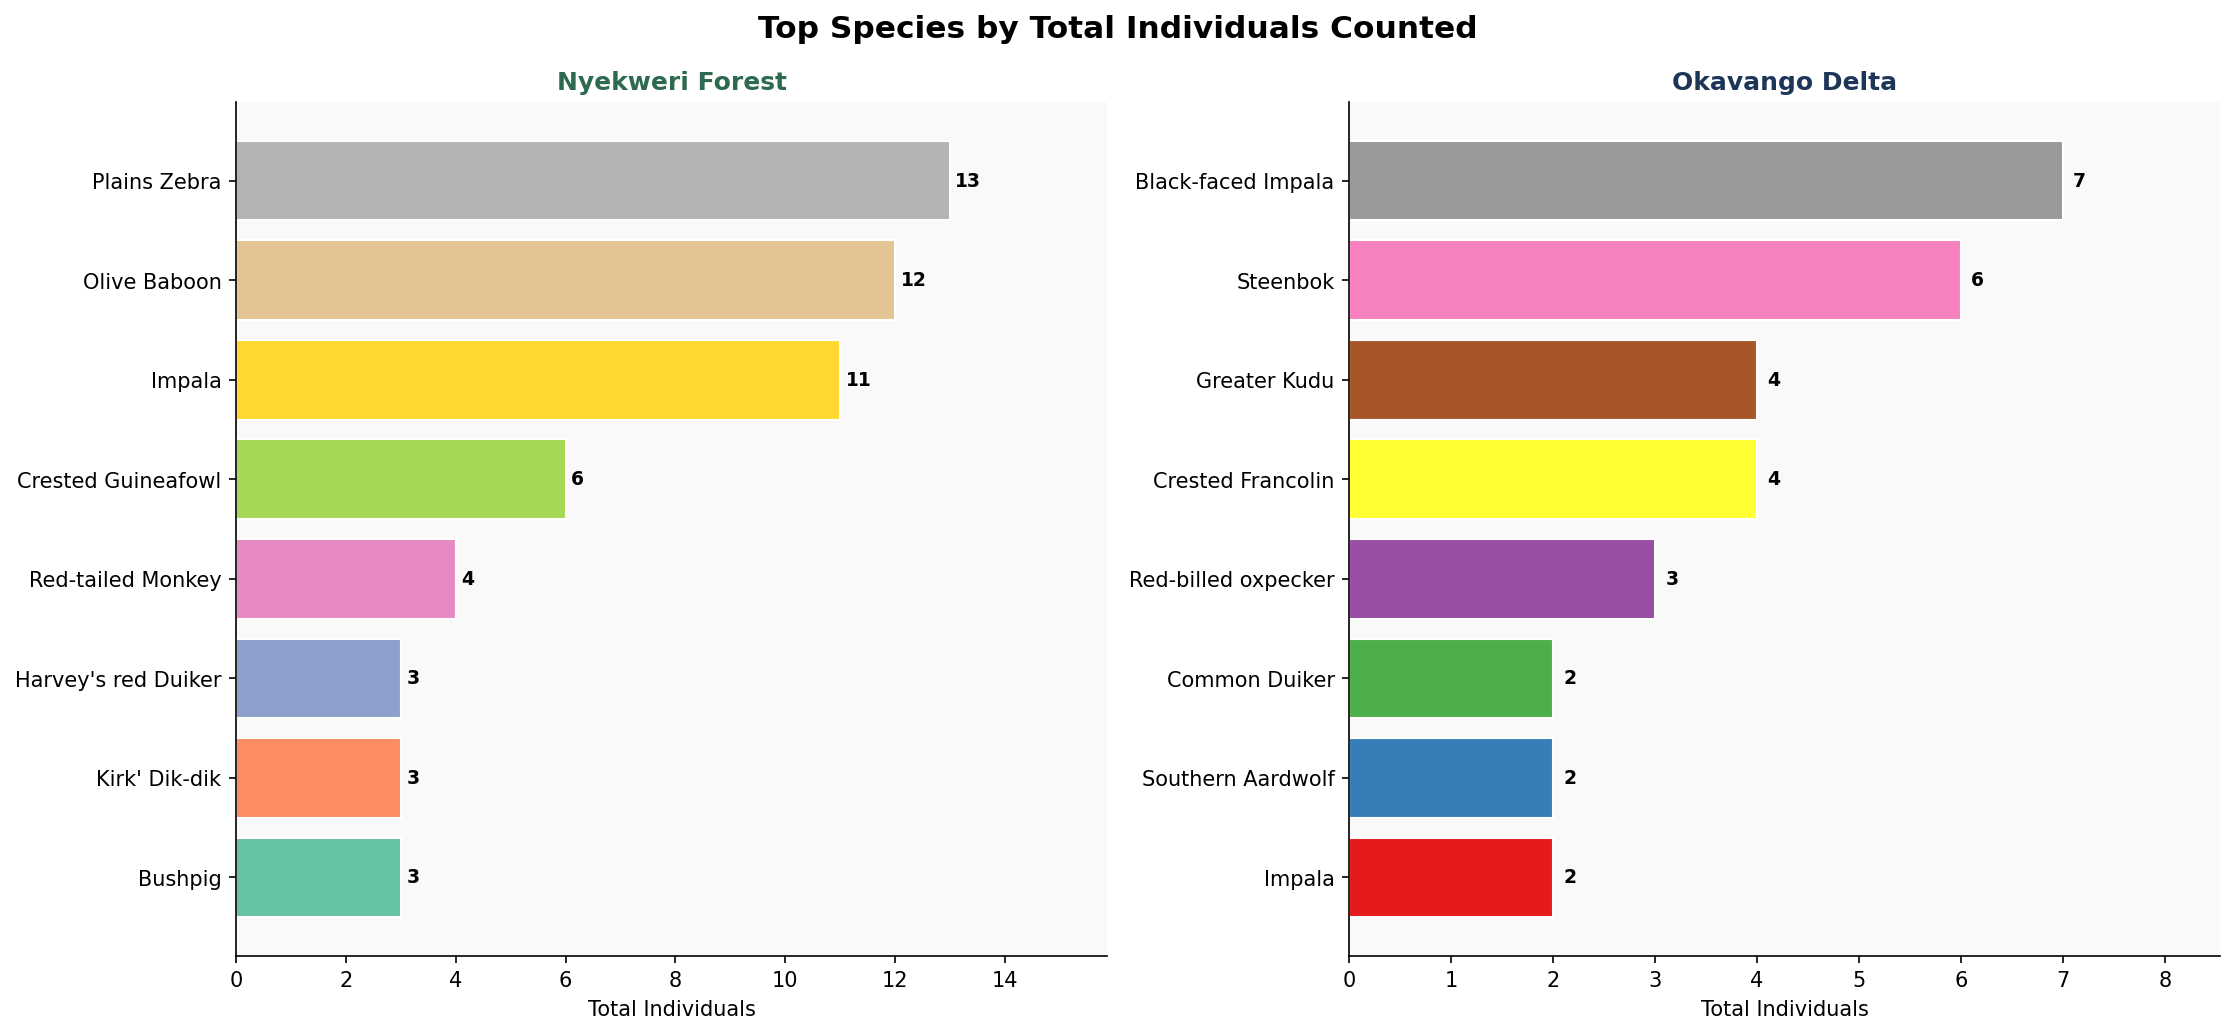 Top Species by Total Individuals Counted
Nyekweri Forest
Plains Zebra 13
Olive Baboon 12
Impala 11
Crested Guineafowl 6
Red-tailed Monkey 4
Harvey's red Duiker 3
Kirk' Dik-dik 3
Bushpig 3
0 2 4 6 8 10 12 14
Total Individuals
Okavango Delta
Black-faced Impala 7
Steenbok 6
Greater Kudu 4
Crested Francolin 4
Red-billed oxpecker 3
Common Duiker 2
Southern Aardwolf 2
Impala 2
0 1 2 3 4 5 6 7 8
Total Individuals